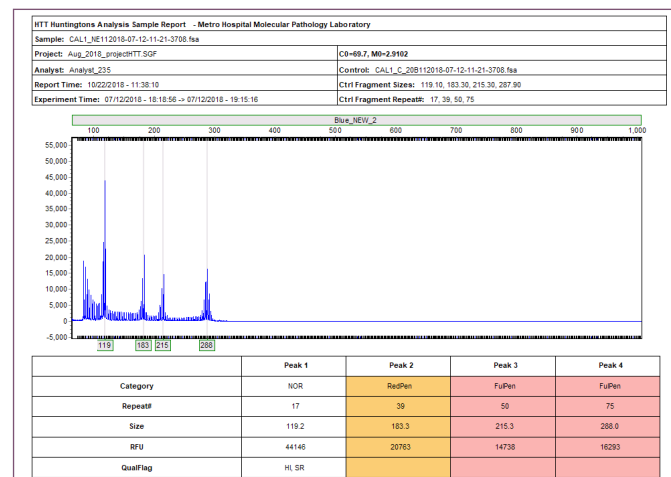 HTT Huntingtons Analysis Sample Report - Metro Hospital Molecular Pathology Laboratory
Sample: CAL1_NE112018-07-12-11-21-3708.fsa
Project: Aug_2018_projectHTT.SGF C0=69.7, M0=2.9102
Analyst: Analyst_235 Control: CAL1_C_20B112018-07-12-11-21-3708.fsa
Report Time: 10/22/2018 - 11:38:10 Ctrl Fragment Sizes: 119.10, 183.30, 215.30, 287.90
Experiment Time: 07/12/2018 - 18:18:56 -> 07/12/2018 - 19:15:16 Ctrl Fragment Repeat#: 17, 39, 50, 75
Blue_NEW_2
100 200 300 400 500 600 700 800 900 1,000
55,000
50,000
45,000
40,000
35,000
30,000
25,000
20,000
15,000
10,000
5,000
0
-5,000
119 183 215 288
Peak 1 Peak 2 Peak 3 Peak 4
Category NOR RedPen FulPen FulPen
Repeat# 17 39 50 75
Size 119.2 183.3 215.3 288.0
RFU 44146 20763 14738 16293
QualFlag HI, SR